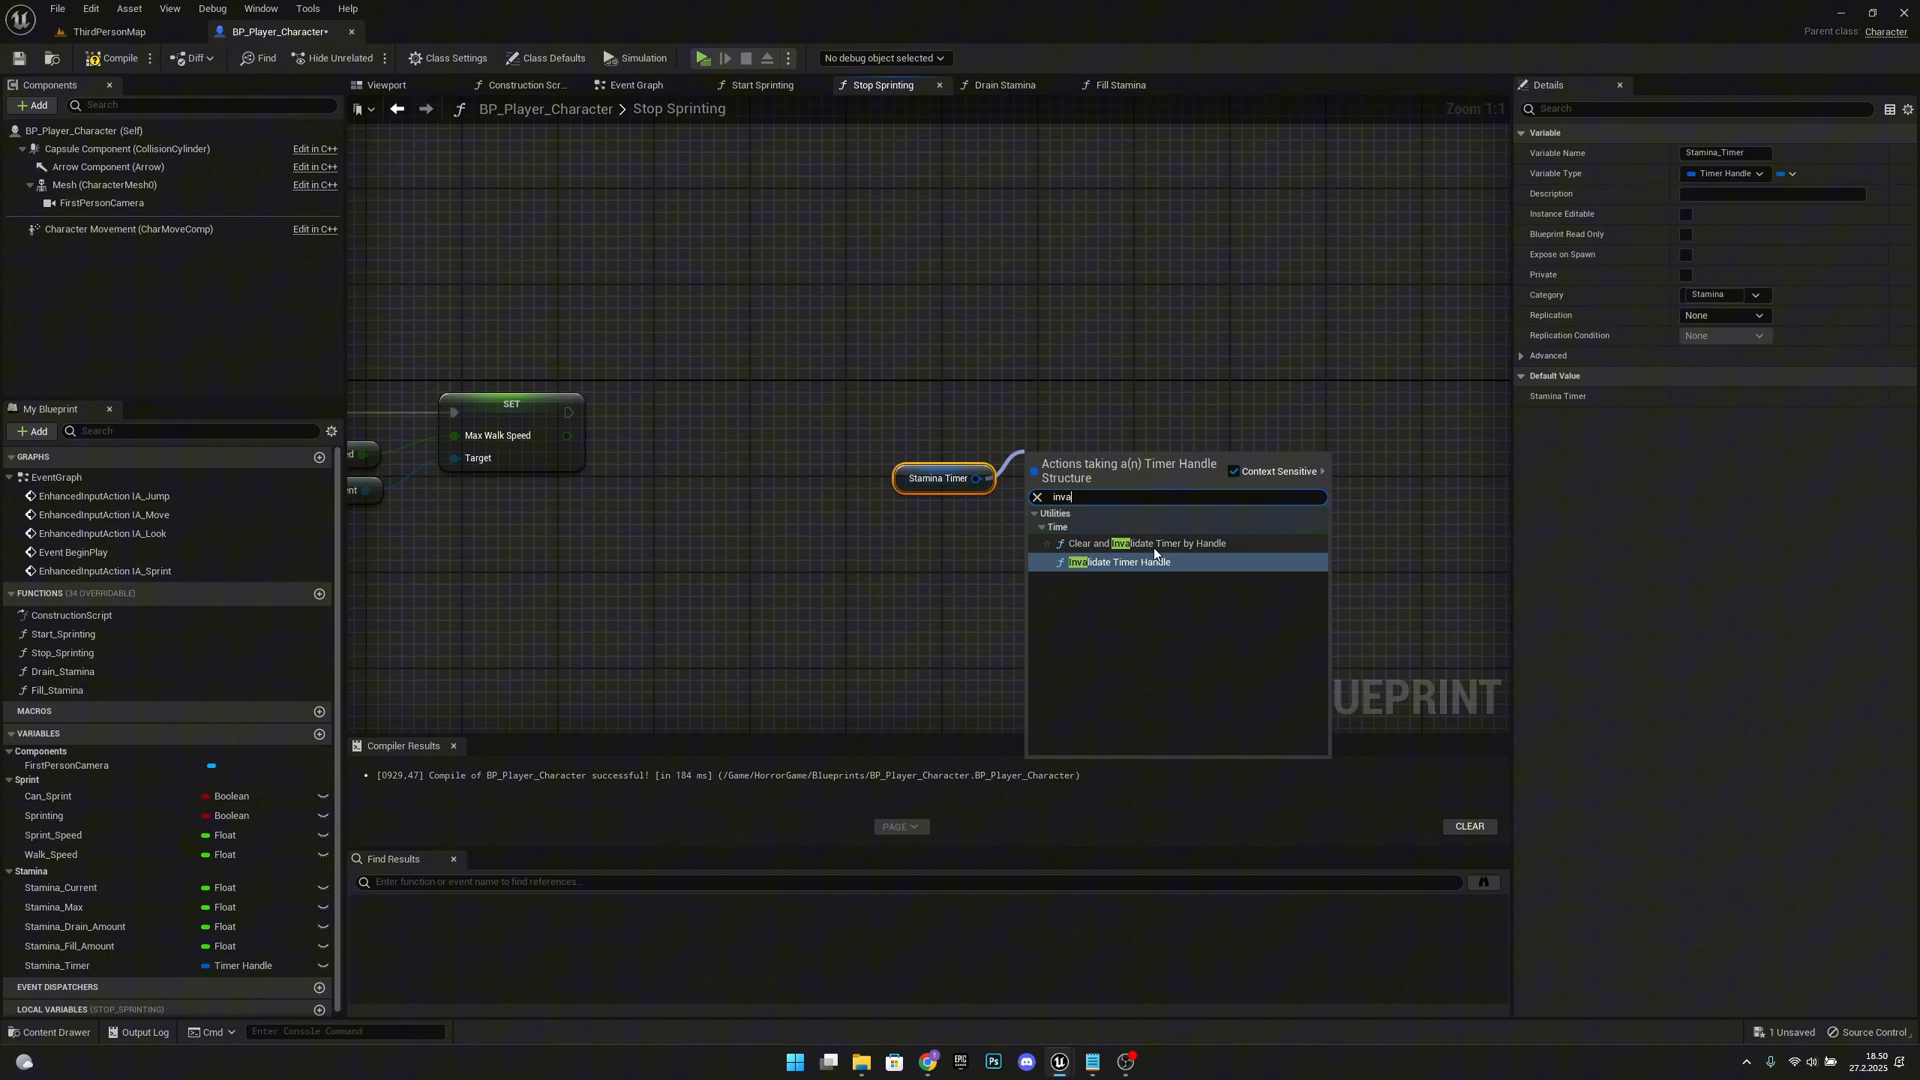 File Edit Asset View Debug Window Tools Help
ThirdPersonMap
BP_Player_Character•
Parent class: Character
Compile
Diff
Find
Hide Unrelated
Class Settings
Class Defaults
Simulation
No debug object selected
Components
Add
Search
BP_Player_Character (Self)
Capsule Component (CollisionCylinder) Edit in C++
Arrow Component (Arrow) Edit in C++
Mesh (CharacterMesh0) Edit in C++
FirstPersonCamera
Character Movement (CharMoveComp) Edit in C++
My Blueprint
Add
Search
GRAPHS
EventGraph
EnhancedInputAction IA_Jump
EnhancedInputAction IA_Move
EnhancedInputAction IA_Look
Event BeginPlay
EnhancedInputAction IA_Sprint
FUNCTIONS (34 OVERRIDABLE)
ConstructionScript
Start_Sprinting
Stop_Sprinting
Drain_Stamina
Fill_Stamina
MACROS
VARIABLES
Components
FirstPersonCamera
Sprint
Can_Sprint Boolean
Sprinting Boolean
Sprint_Speed Float
Walk_Speed Float
Stamina
Stamina_Current Float
Stamina_Max Float
Stamina_Drain_Amount Float
Stamina_Fill_Amount Float
Stamina_Timer Timer Handle
EVENT DISPATCHERS
LOCAL VARIABLES (STOP_SPRINTING)
Viewport
Construction Scr...
Event Graph
Start Sprinting
Stop Sprinting
Drain Stamina
Fill Stamina
BP_Player_Character > Stop Sprinting
Zoom 1:1
ed
ent
SET
Max Walk Speed
Target
Stamina Timer
Actions taking a(n) Timer Handle
Structure
Context Sensitive
inva
Utilities
Time
Clear and Invalidate Timer by Handle
Invalidate Timer Handle
UEPRINT
Compiler Results
[0929,47] Compile of BP_Player_Character successful! [in 184 ms] (/Game/HorrorGame/Blueprints/BP_Player_Character.BP_Player_Character)
PAGE
CLEAR
Find Results
Enter function or event name to find references...
Details
Search
Variable
Variable Name Stamina_Timer
Variable Type Timer Handle
Description
Instance Editable
Blueprint Read Only
Expose on Spawn
Private
Category Stamina
Replication None
Replication Condition None
Advanced
Default Value
Stamina Timer
Content Drawer
Output Log
Cmd
Enter Console Command
1 Unsaved
Source Control
EPIC GAMES
Ps
18.50
27.2.2025